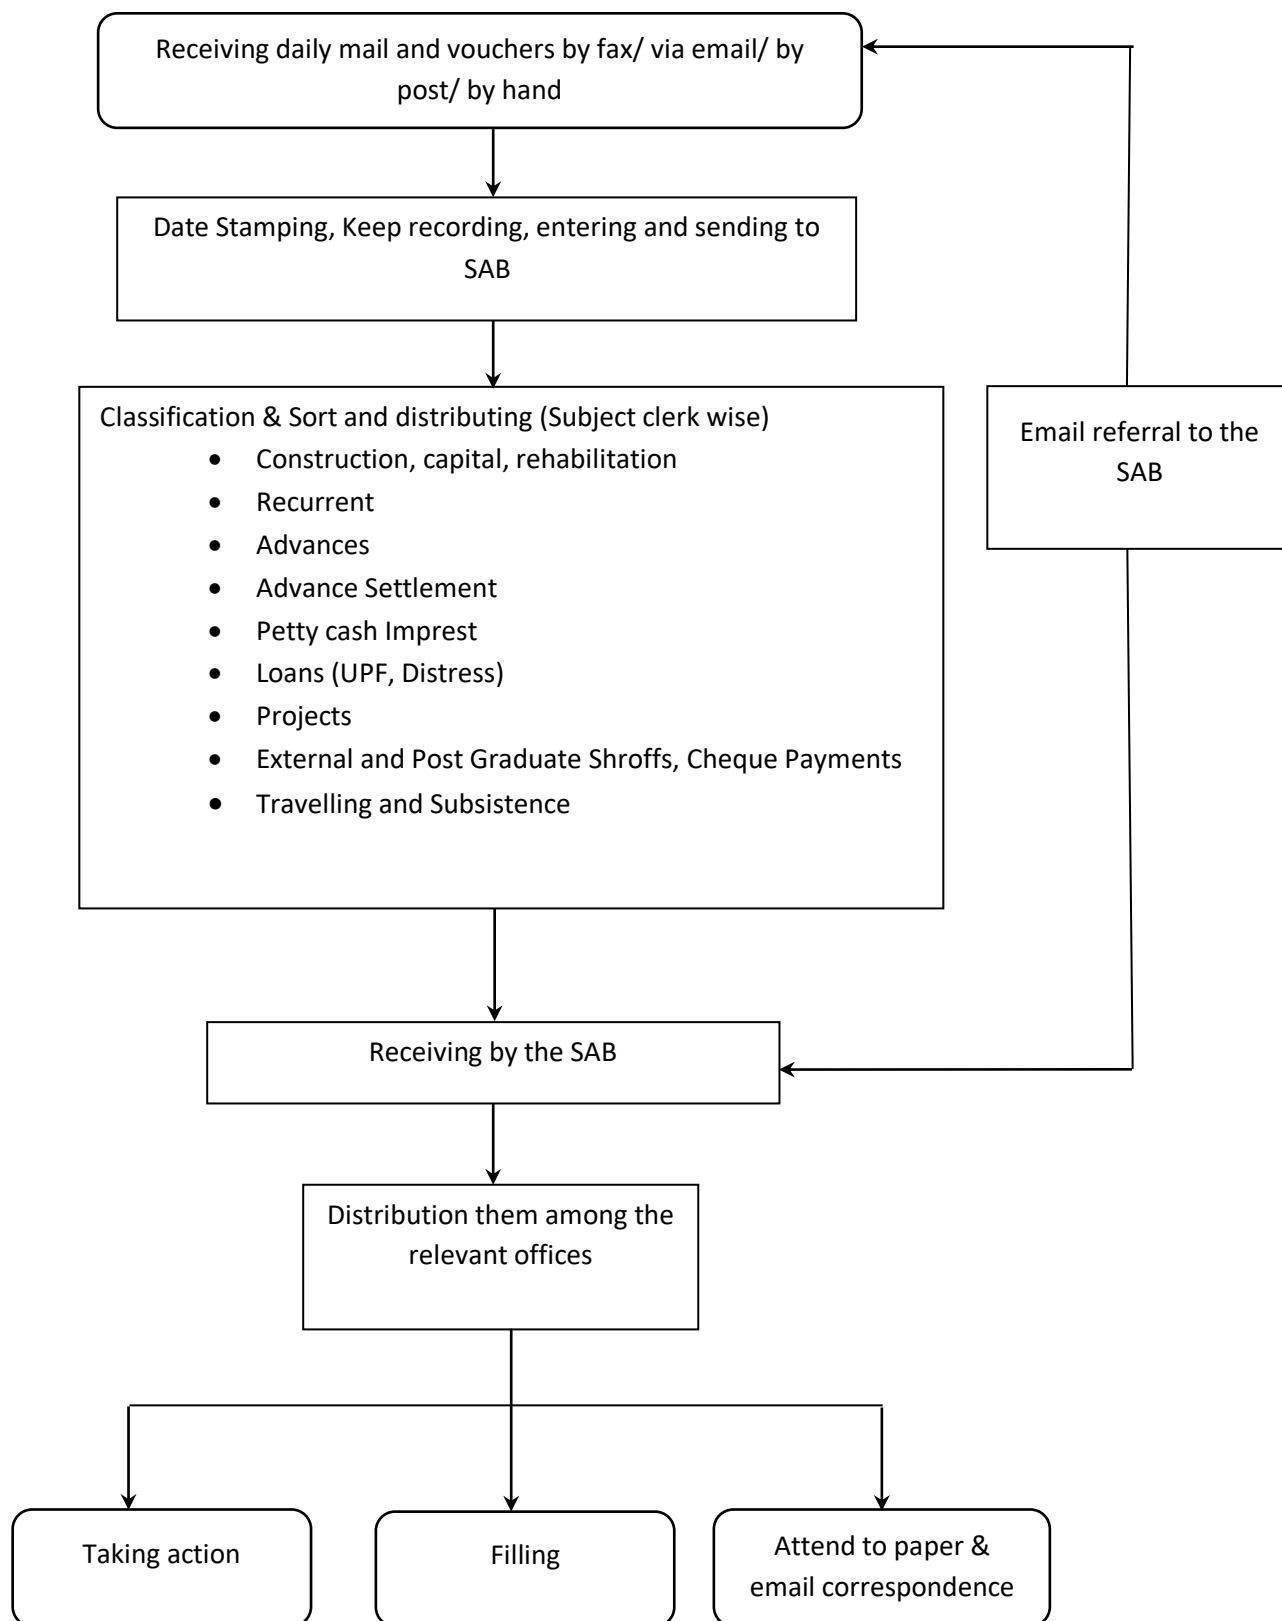 Receiving daily mail and vouchers by fax/ via email/ by
post/ by hand
Date Stamping, Keep recording, entering and sending to
SAB
Classification & Sort and distributing (Subject clerk wise)
• Construction, capital, rehabilitation
• Recurrent
• Advances
• Advance Settlement
• Petty cash Imprest
• Loans (UPF, Distress)
• Projects
• External and Post Graduate Shroffs, Cheque Payments
• Travelling and Subsistence
Email referral to the
SAB
Receiving by the SAB
Distribution them among the
relevant offices
Taking action
Filling
Attend to paper &
email correspondence